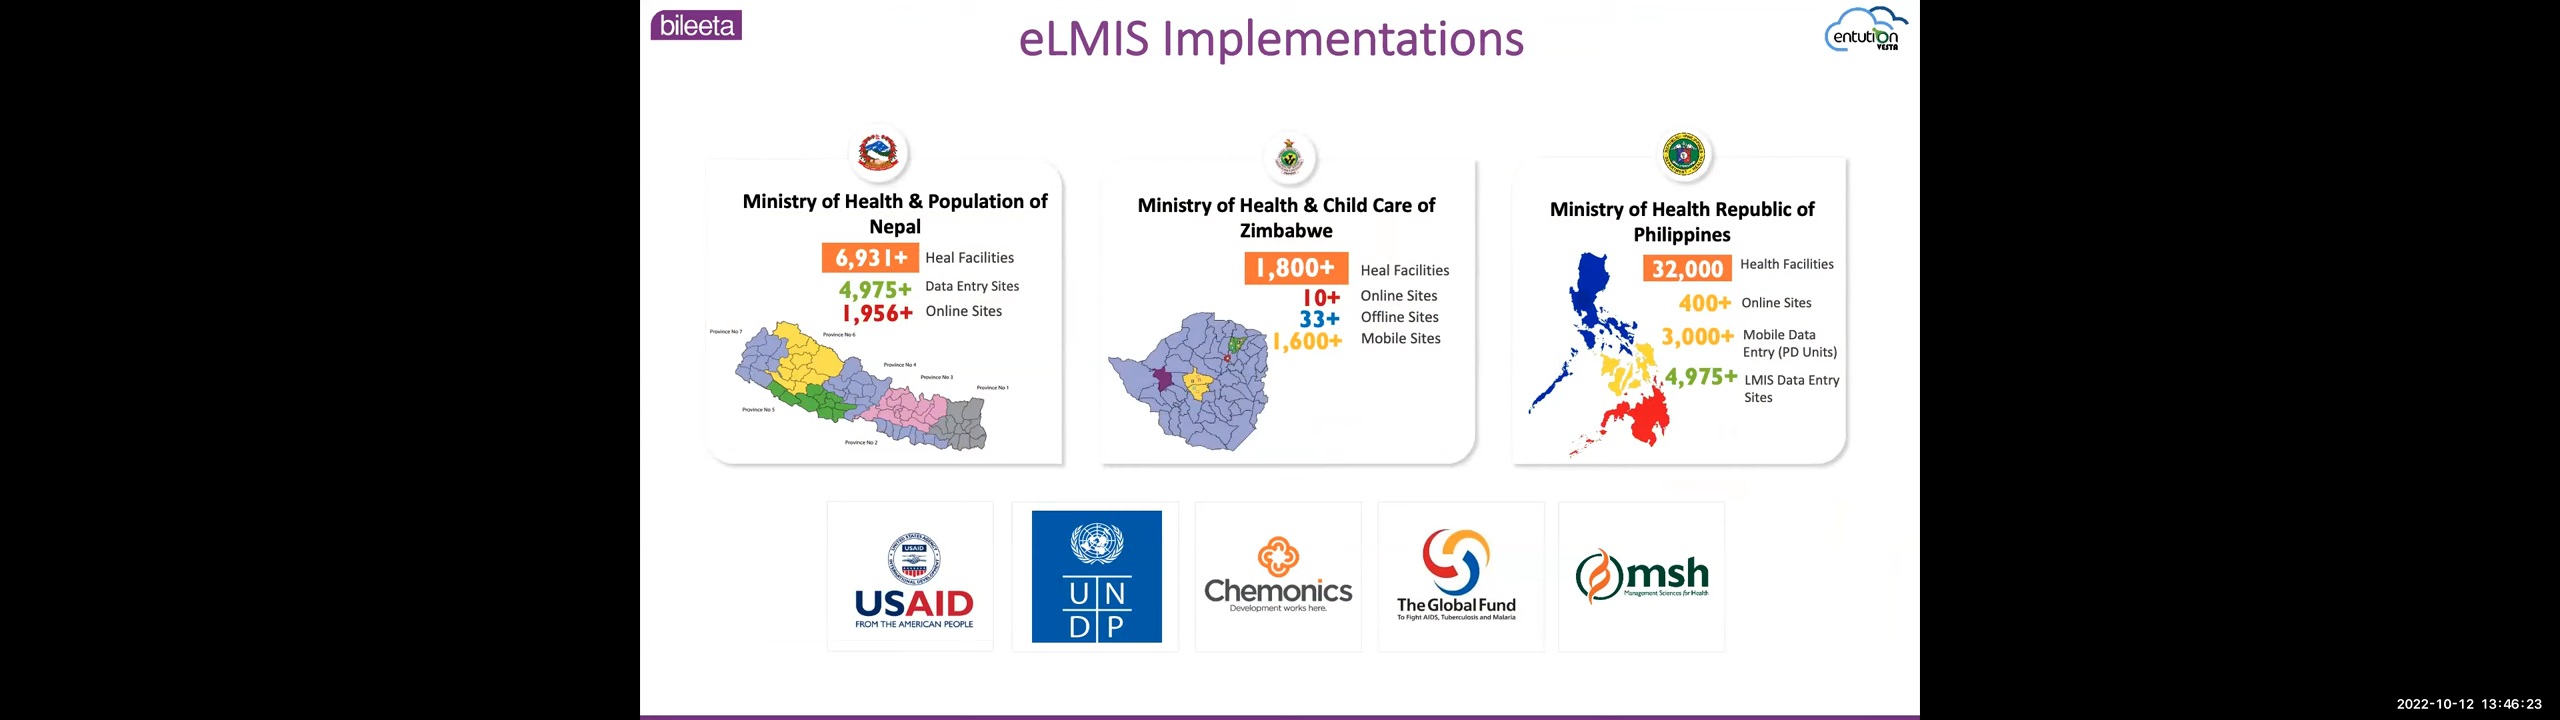 bileeta
eLMIS Implementations
entution
VESTA
Ministry of Health & Population of
Nepal
6,931+ Heal Facilities
4,975+ Data Entry Sites
1,956+ Online Sites
Province No 7
Province No 6
Province No 4
Province No 3
Province No 1
Province No 5
Province No 2
Ministry of Health & Child Care of
Zimbabwe
1,800+ Heal Facilities
10+ Online Sites
33+ Offline Sites
1,600+ Mobile Sites
Ministry of Health Republic of
Philippines
32,000 Health Facilities
400+ Online Sites
3,000+ Mobile Data
Entry (PD Units)
4,975+ LMIS Data Entry
Sites
USAID
USAID
FROM THE AMERICAN PEOPLE
U N
D P
Chemonics
Development works here.
The Global Fund
To Fight AIDS, Tuberculosis and Malaria
msh
Management Sciences for Health
2022-10-12 13:46:23